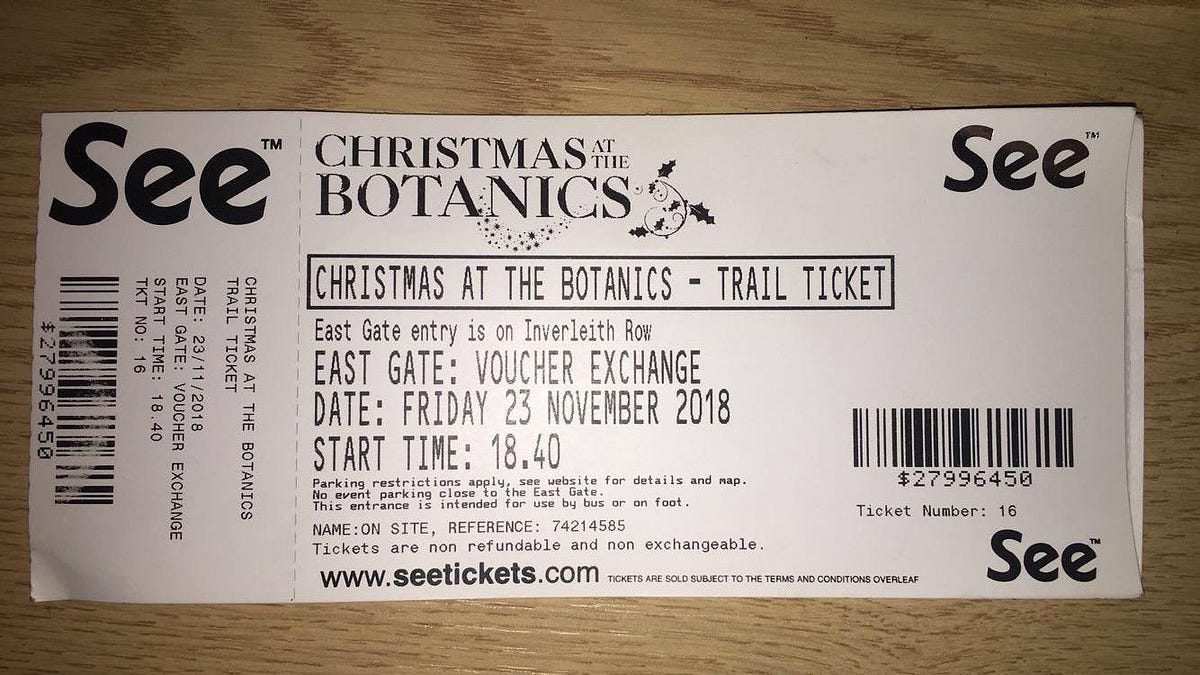 See™
CHRISTMAS AT THE BOTANICS
TRAIL TICKET
DATE: 23/11/2018
EAST GATE: VOUCHER EXCHANGE
START TIME: 18.40
TKT NO: 16
$27996450
CHRISTMAS AT THE
BOTANICS
See™
CHRISTMAS AT THE BOTANICS - TRAIL TICKET
East Gate entry is on Inverleith Row
EAST GATE: VOUCHER EXCHANGE
DATE: FRIDAY 23 NOVEMBER 2018
START TIME: 18.40
Parking restrictions apply, see website for details and map.
No event parking close to the East Gate.
This entrance is intended for use by bus or on foot.
NAME:ON SITE, REFERENCE: 74214585
Tickets are non refundable and non exchangeable.
www.seetickets.com TICKETS ARE SOLD SUBJECT TO THE TERMS AND CONDITIONS OVERLEAF
$27996450
Ticket Number: 16
See™